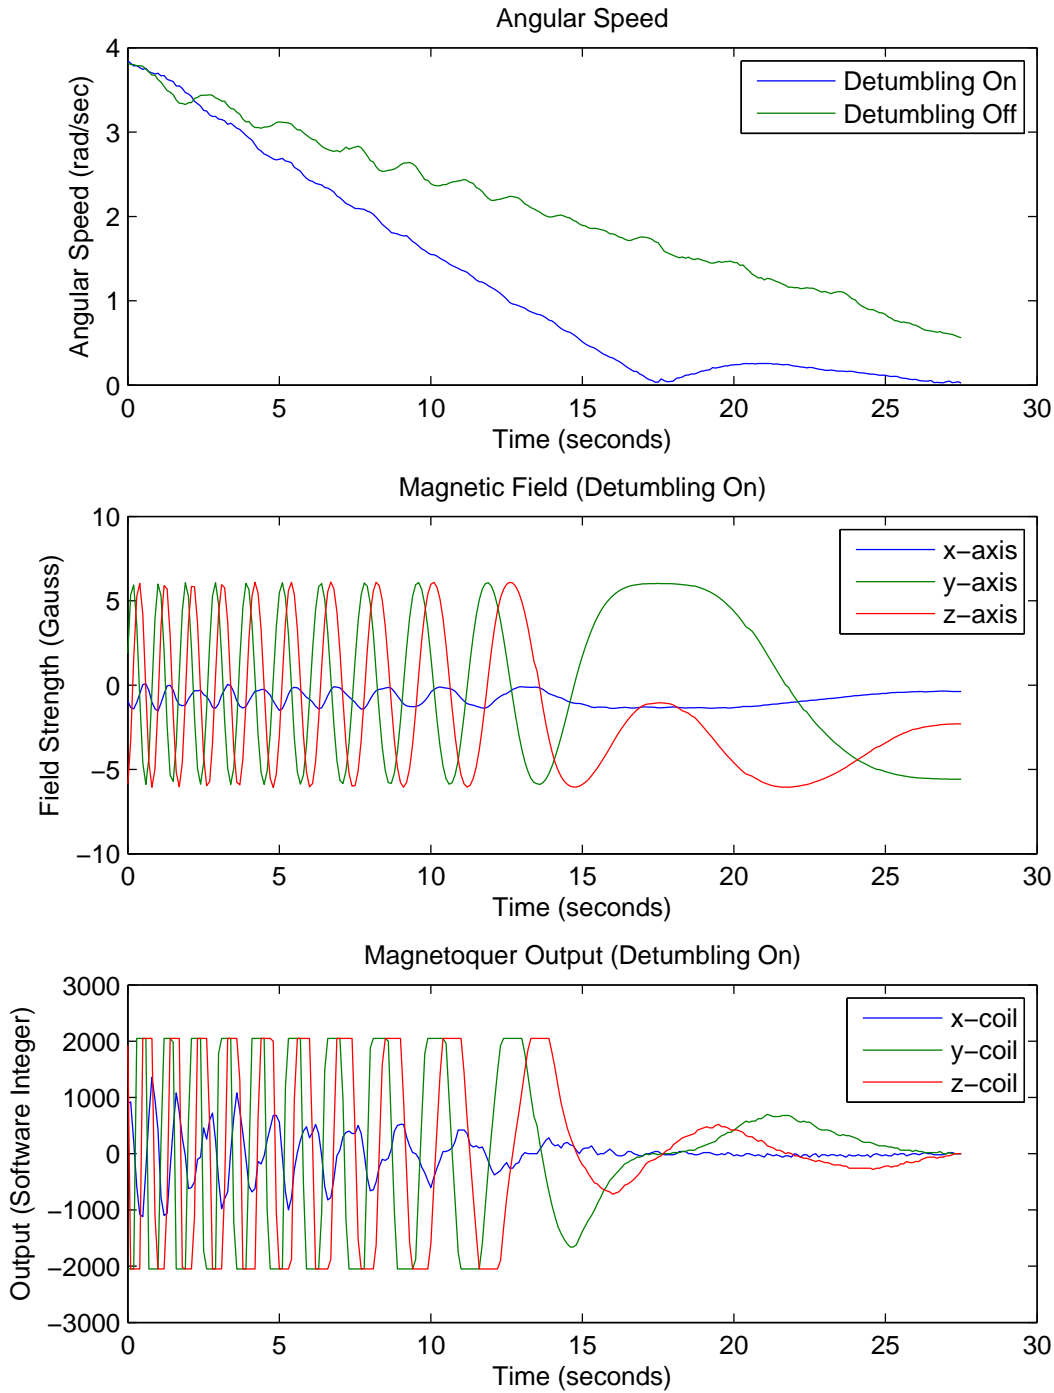 Angular Speed
4
3
2
1
0
Angular Speed (rad/sec)
Detumbling On
Detumbling Off
0 5 10 15 20 25 30
Time (seconds)
Magnetic Field (Detumbling On)
10
5
0
−5
−10
Field Strength (Gauss)
x−axis
y−axis
z−axis
0 5 10 15 20 25 30
Time (seconds)
Magnetoquer Output (Detumbling On)
3000
2000
1000
0
−1000
−2000
−3000
Output (Software Integer)
x−coil
y−coil
z−coil
0 5 10 15 20 25 30
Time (seconds)